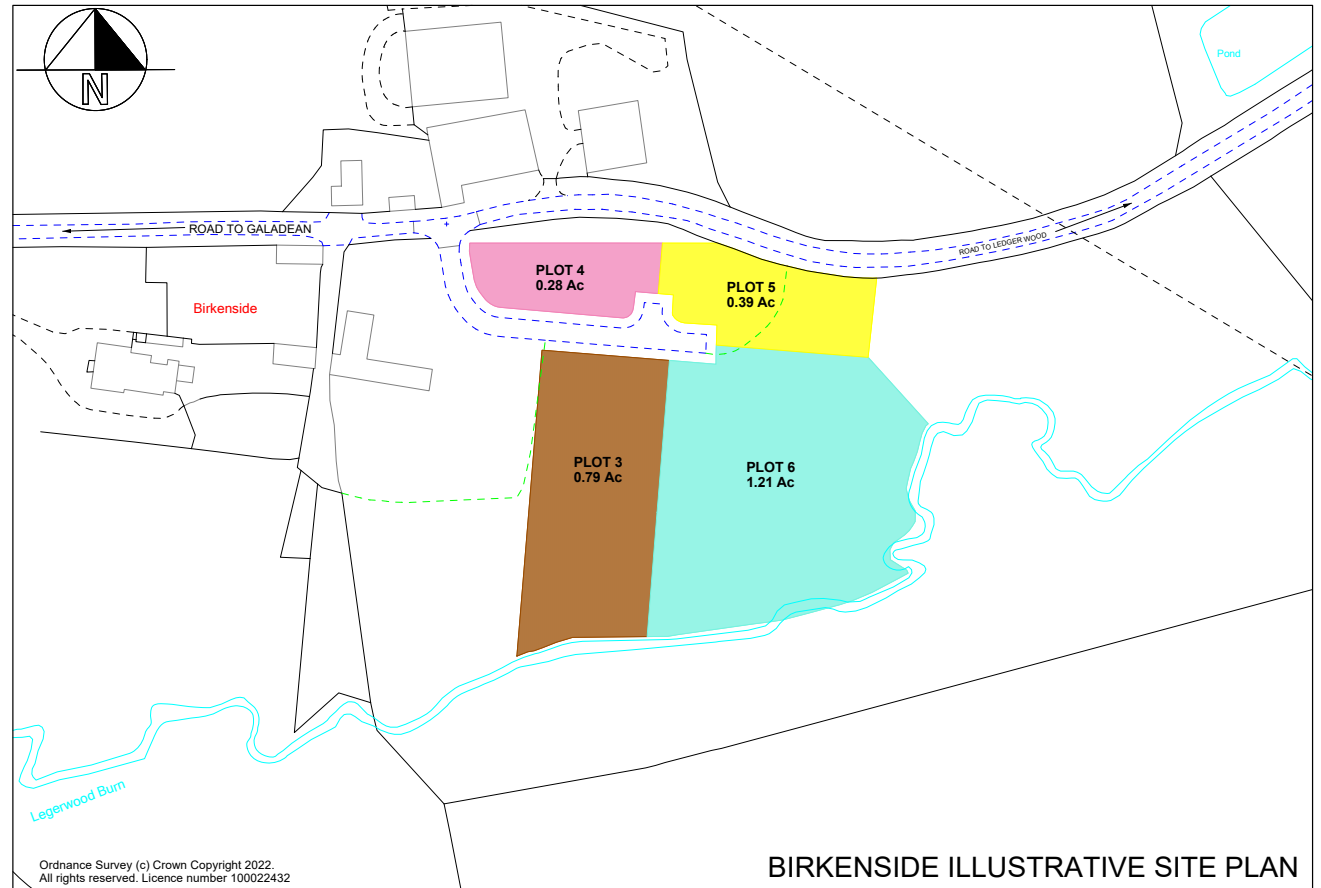 N
Pond
ROAD TO GALADEAN
ROAD TO LEDGER WOOD
PLOT 4
0.28 Ac
PLOT 5
0.39 Ac
Birkenside
PLOT 3
0.79 Ac
PLOT 6
1.21 Ac
Legerwood Burn
Ordnance Survey (c) Crown Copyright 2022.
All rights reserved. Licence number 100022432
BIRKENSIDE ILLUSTRATIVE SITE PLAN